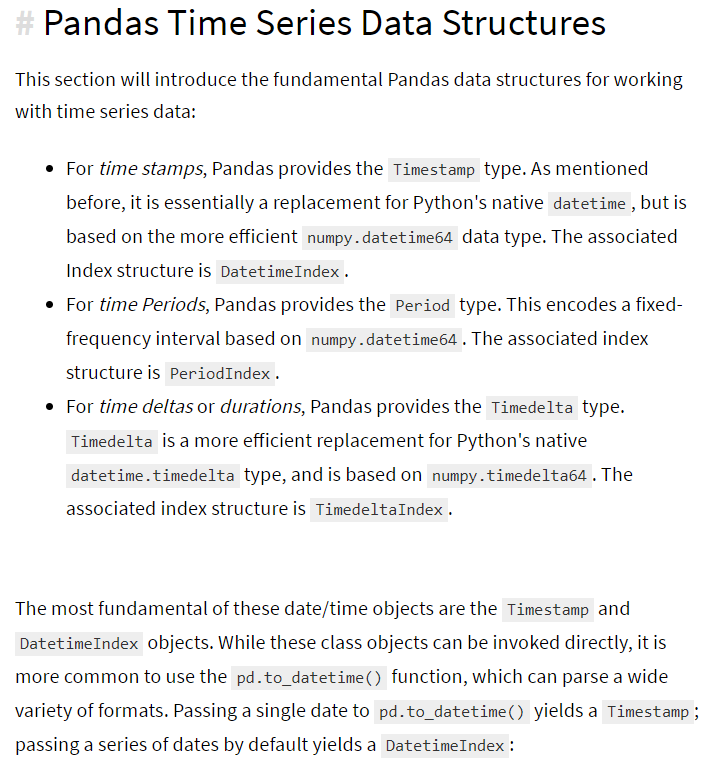 # Pandas Time Series Data Structures
This section will introduce the fundamental Pandas data structures for working
with time series data:
• For time stamps, Pandas provides the Timestamp type. As mentioned
before, it is essentially a replacement for Python's native datetime, but is
based on the more efficient numpy.datetime64 data type. The associated
Index structure is DatetimeIndex.
• For time Periods, Pandas provides the Period type. This encodes a fixed-
frequency interval based on numpy.datetime64. The associated index
structure is PeriodIndex.
• For time deltas or durations, Pandas provides the Timedelta type.
Timedelta is a more efficient replacement for Python's native
datetime.timedelta type, and is based on numpy.timedelta64. The
associated index structure is TimedeltaIndex.
The most fundamental of these date/time objects are the Timestamp and
DatetimeIndex objects. While these class objects can be invoked directly, it is
more common to use the pd.to_datetime() function, which can parse a wide
variety of formats. Passing a single date to pd.to_datetime() yields a Timestamp;
passing a series of dates by default yields a DatetimeIndex: